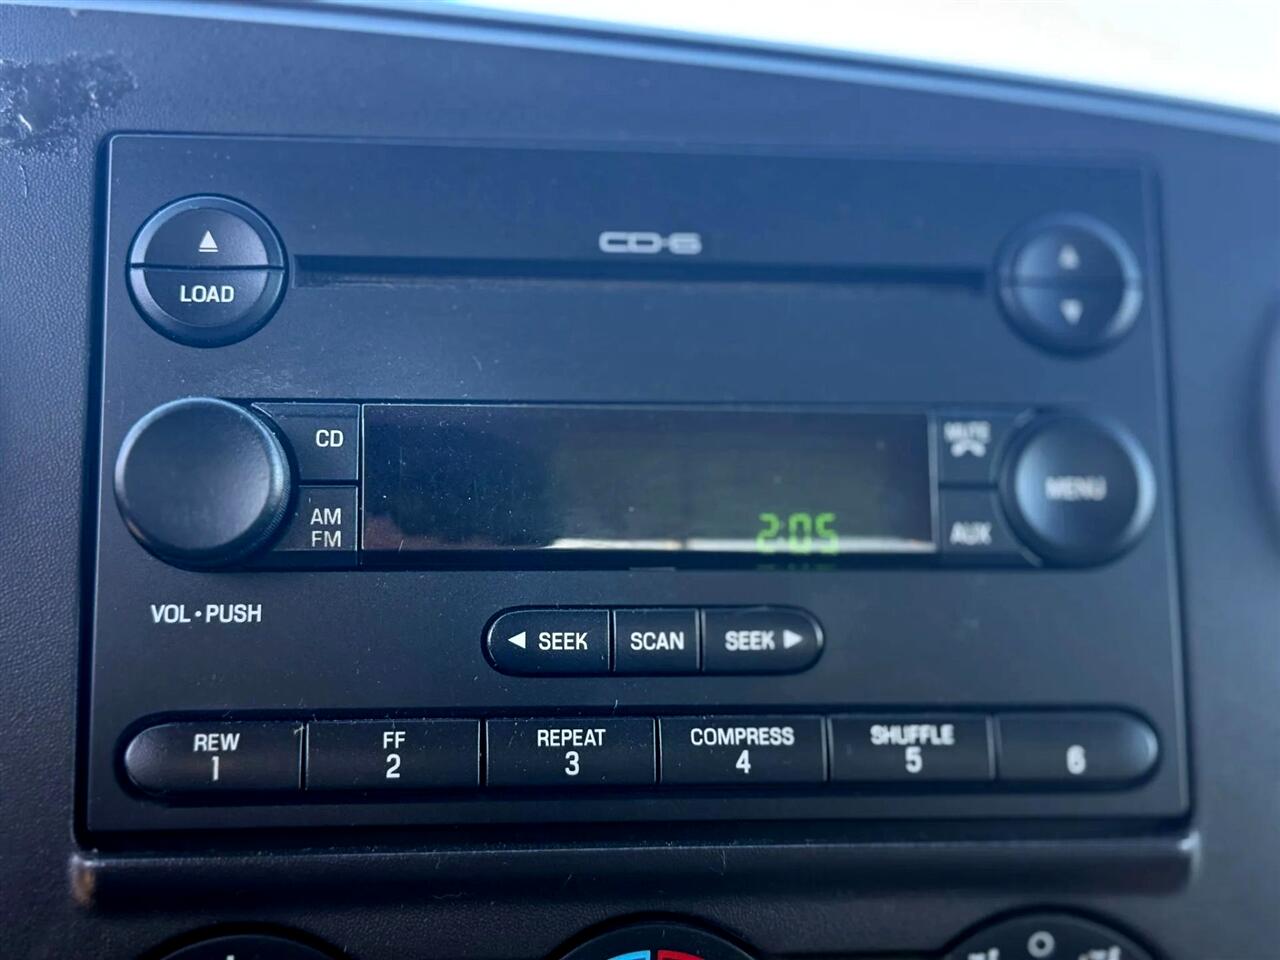 CD-6
LOAD
CD
MUTE
MENU
AM
FM
2:05
AUX
VOL • PUSH
SEEK
SCAN
SEEK
REW
1
FF
2
REPEAT
3
COMPRESS
4
SHUFFLE
5
6